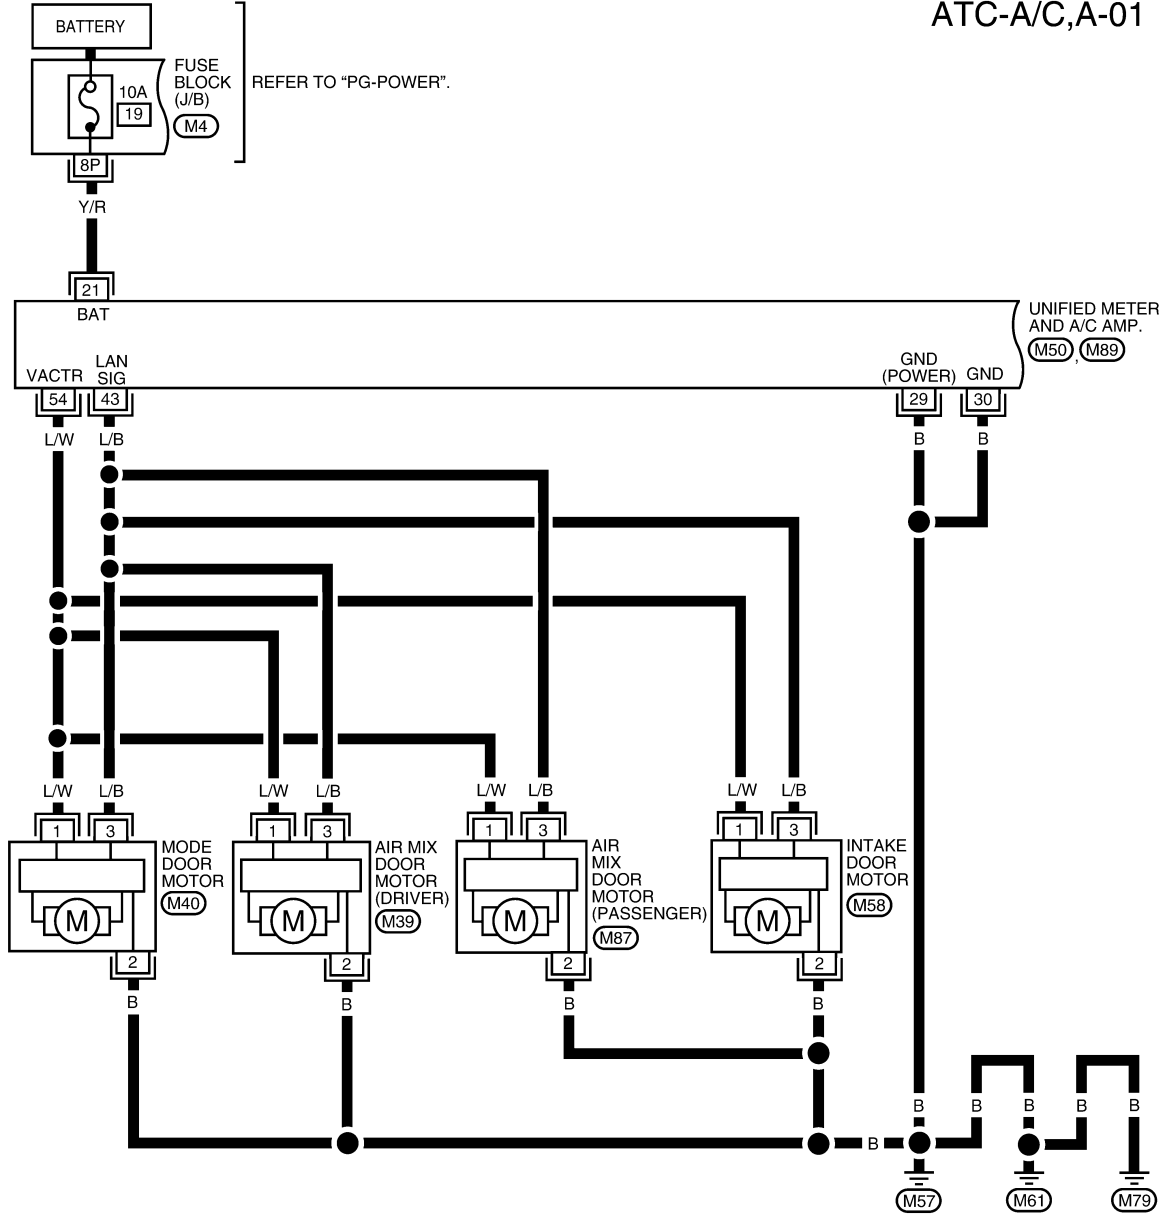 ATC-A/C,A-01
BATTERY
FUSE
BLOCK
(J/B)
M4
REFER TO “PG-POWER”.
10A
19
8P
Y/R
21
BAT
UNIFIED METER
AND A/C AMP.
M50 , M89
VACTR
LAN
SIG
GND
(POWER)
GND
54
43
29
30
L/W
L/B
B
B
L/W
L/B
L/W
L/B
L/W
L/B
L/W
L/B
1
3
1
3
1
3
1
3
MODE
DOOR
MOTOR
M40
AIR MIX
DOOR
MOTOR
(DRIVER)
M39
AIR
MIX
DOOR
MOTOR
(PASSENGER)
M87
INTAKE
DOOR
MOTOR
M58
M
M
M
M
2
2
2
2
B
B
B
B
B
B
B
B
B
B
M57
M61
M79